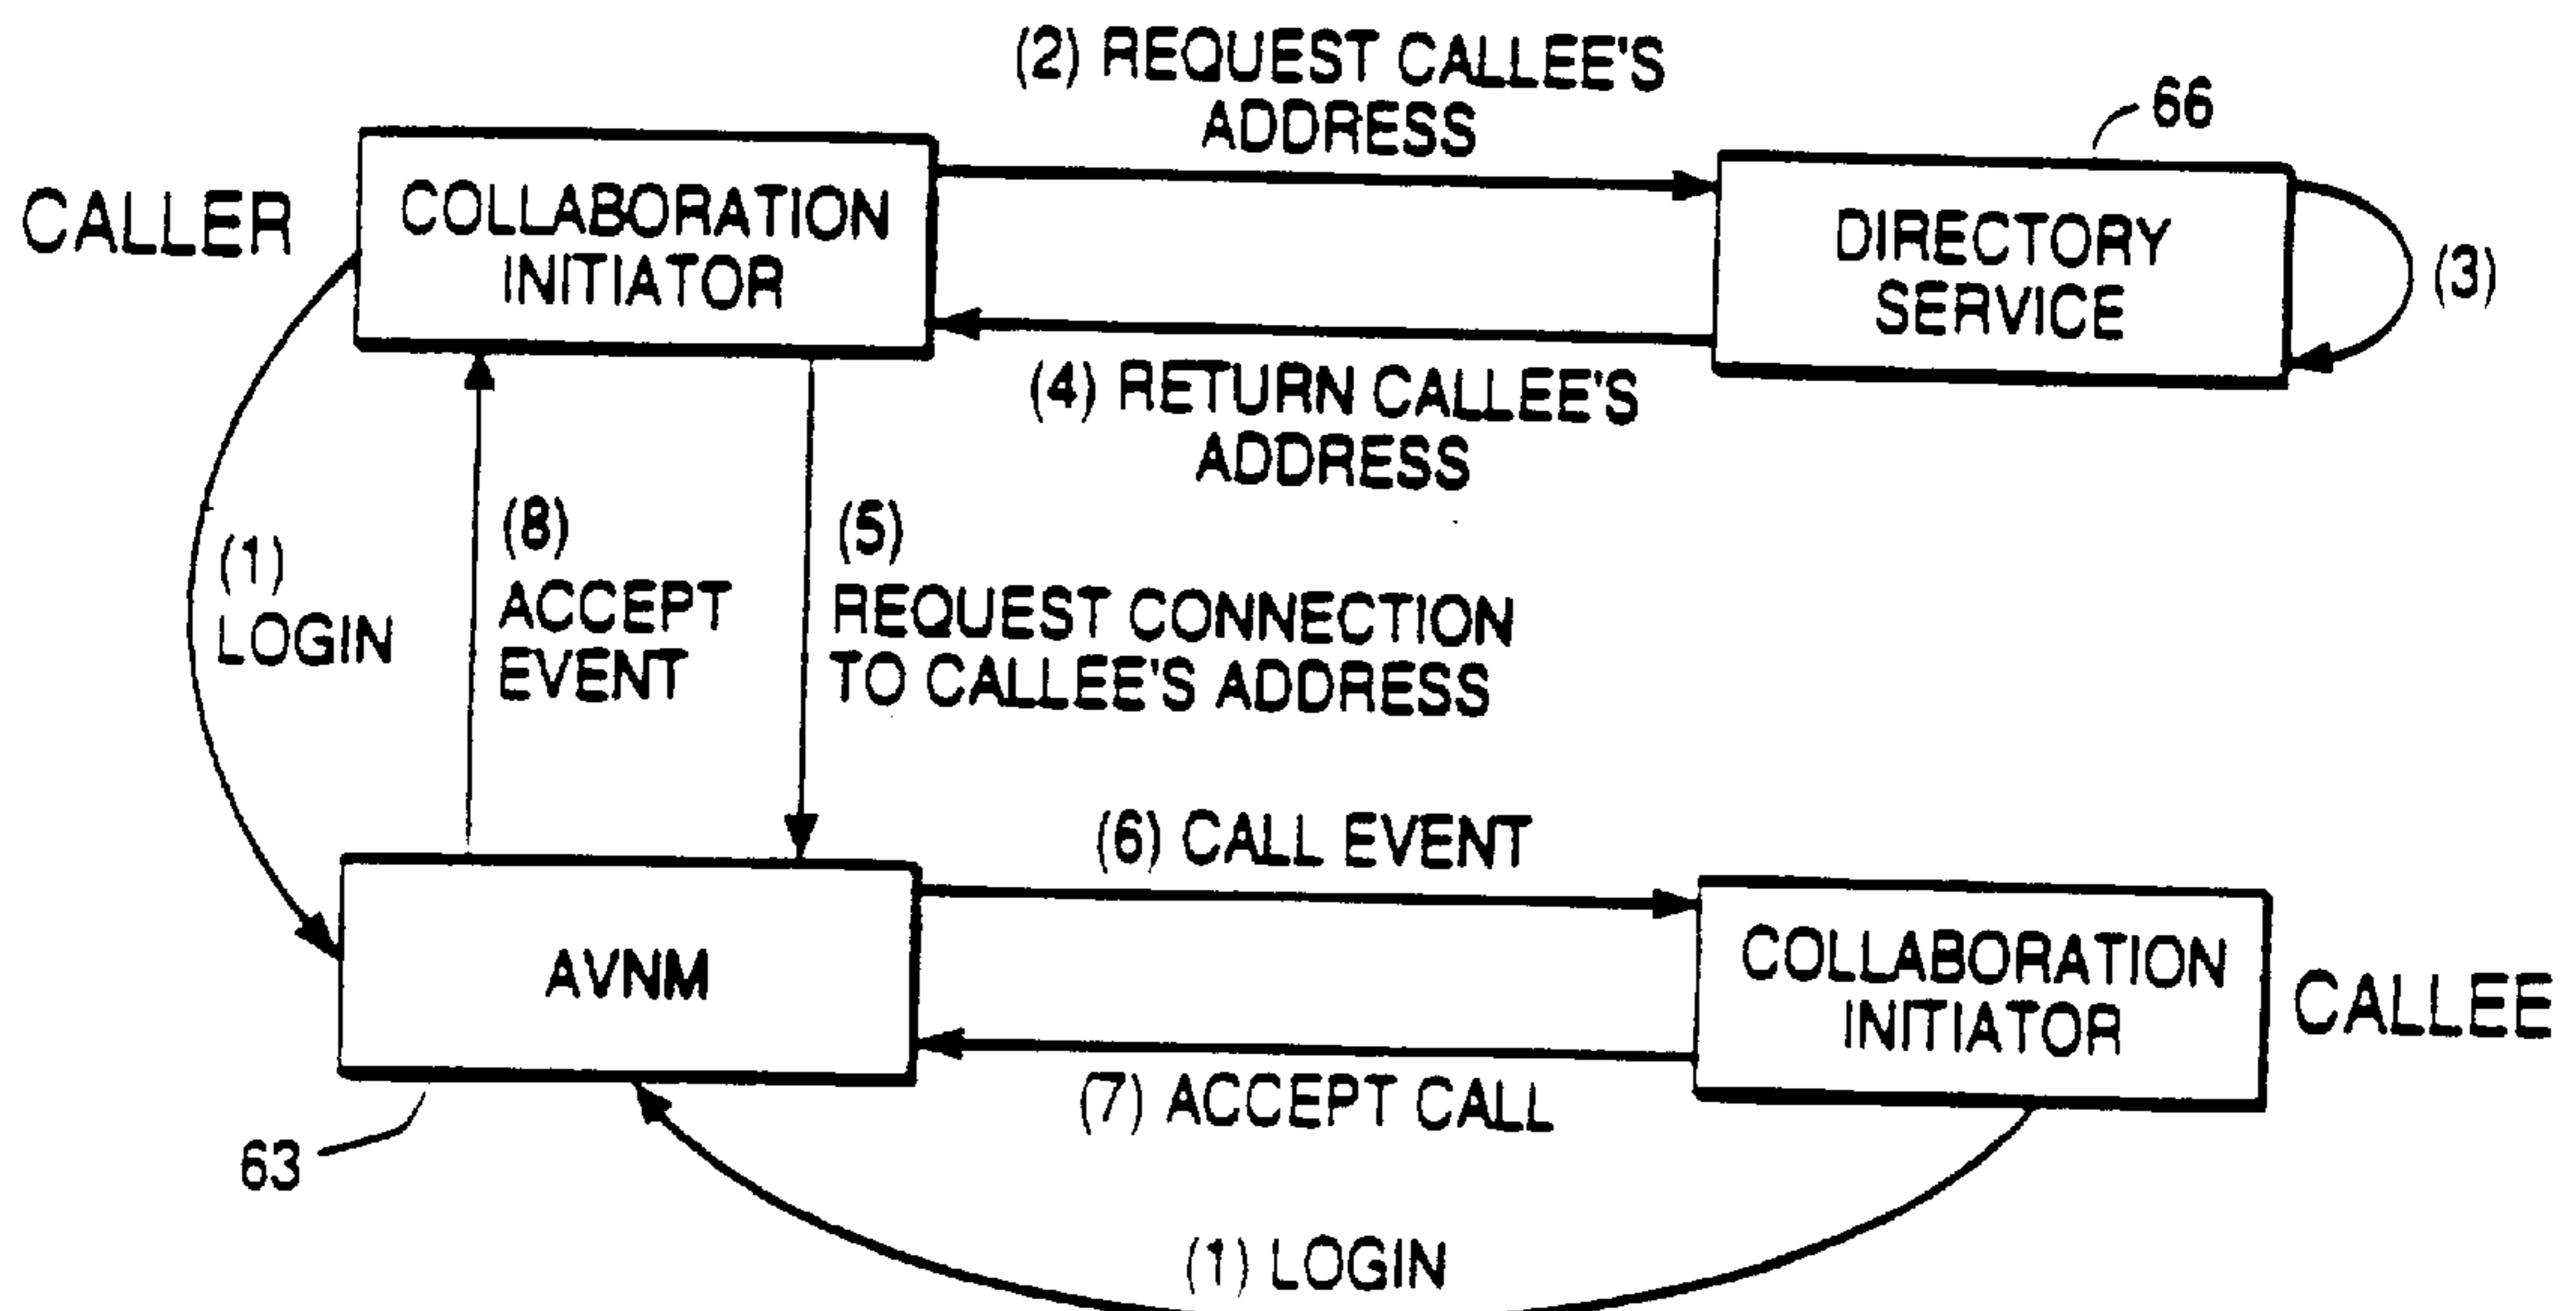 (2) REQUEST CALLEE'S
ADDRESS
66
CALLER
COLLABORATION
INITIATOR
DIRECTORY
SERVICE
(3)
(4) RETURN CALLEE'S
ADDRESS
(1)
LOGIN
(8)
ACCEPT
EVENT
(5)
REQUEST CONNECTION
TO CALLEE'S ADDRESS
(6) CALL EVENT
AVNM
COLLABORATION
INITIATOR
CALLEE
(7) ACCEPT CALL
63
(1) LOGIN